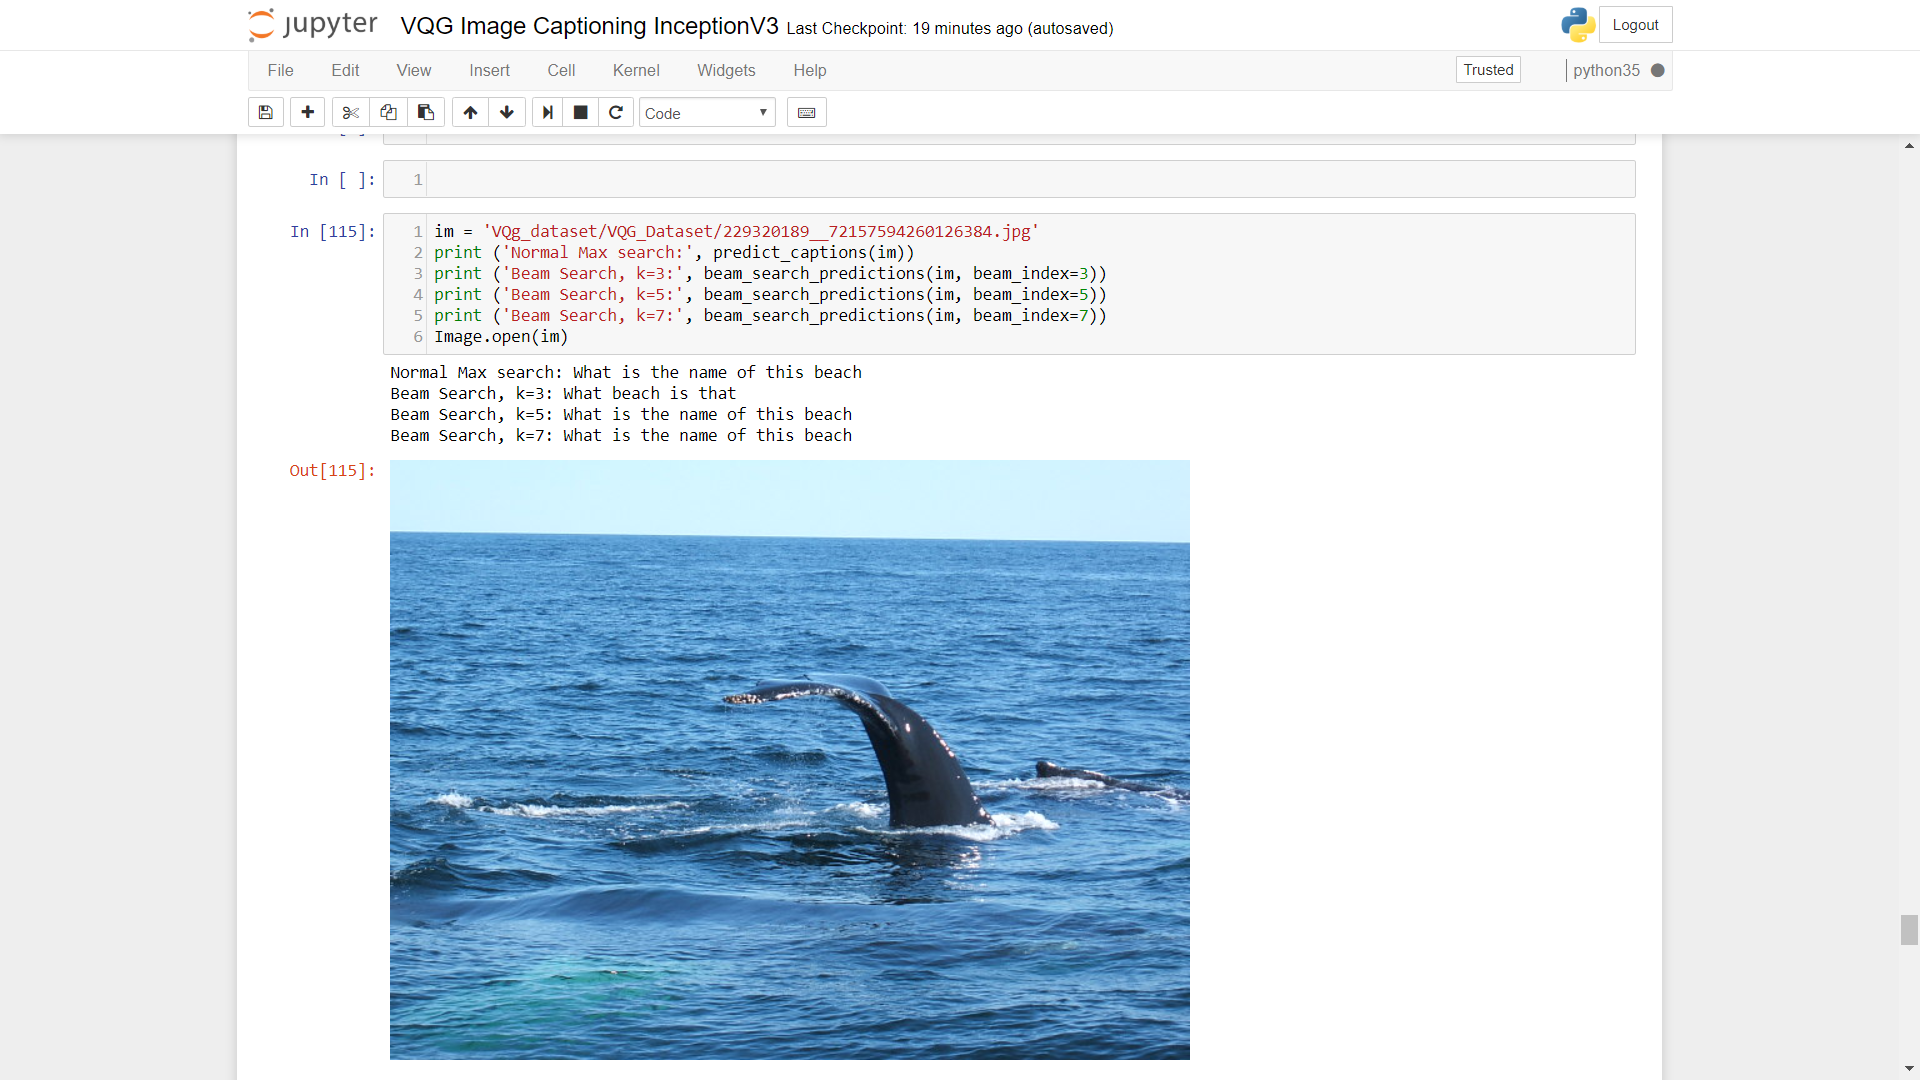 jupyter VQG Image Captioning InceptionV3 Last Checkpoint: 19 minutes ago (autosaved) Logout
File Edit View Insert Cell Kernel Widgets Help Trusted python35
Code
In [ ]: 1
In [115]: 1 im = 'VQg_dataset/VQG_Dataset/229320189__72157594260126384.jpg'
2 print ('Normal Max search:', predict_captions(im))
3 print ('Beam Search, k=3:', beam_search_predictions(im, beam_index=3))
4 print ('Beam Search, k=5:', beam_search_predictions(im, beam_index=5))
5 print ('Beam Search, k=7:', beam_search_predictions(im, beam_index=7))
6 Image.open(im)
Normal Max search: What is the name of this beach
Beam Search, k=3: What beach is that
Beam Search, k=5: What is the name of this beach
Beam Search, k=7: What is the name of this beach
Out[115]: